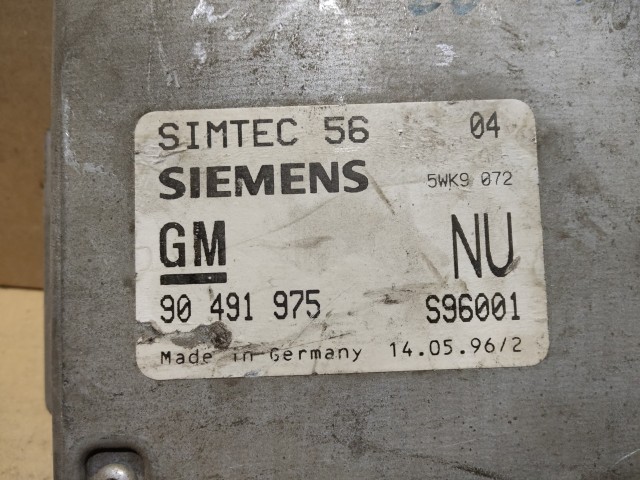 SIMTEC 56 04
SIEMENS 5WK9 072
GM NU
90 491 975 S96001
Made in Germany 14.05.96/2